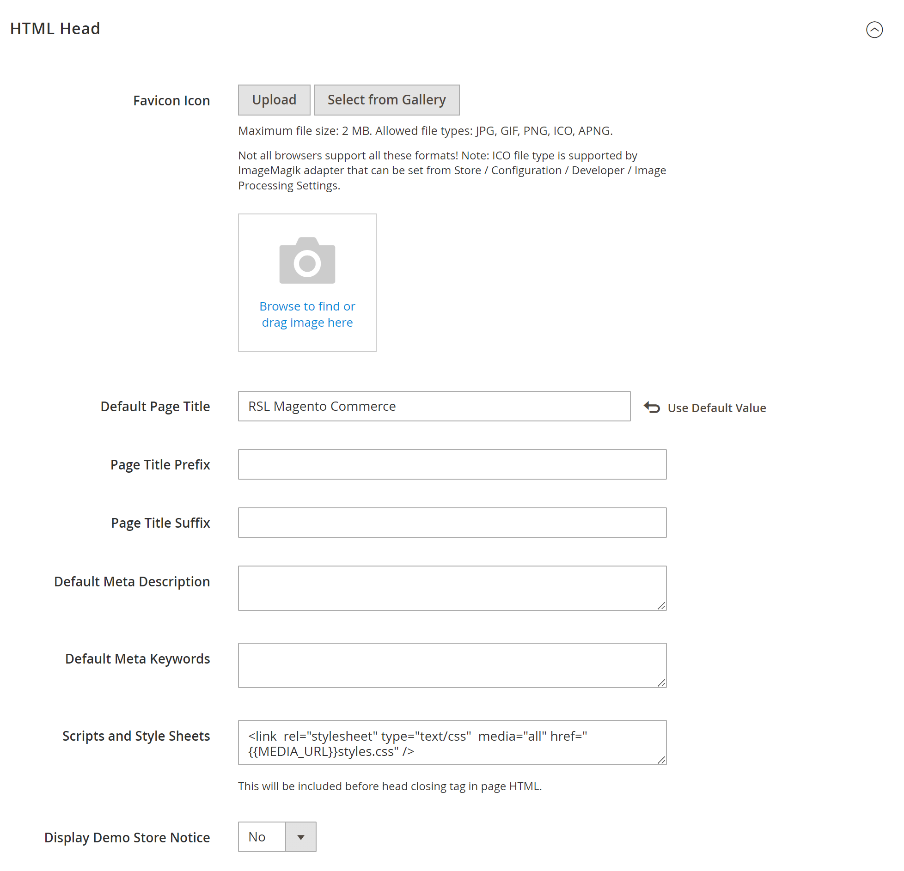 HTML Head
Favicon Icon
Upload
Select from Gallery
Maximum file size: 2 MB. Allowed file types: JPG, GIF, PNG, ICO, APNG.
Not all browsers support all these formats! Note: ICO file type is supported by
ImageMagik adapter that can be set from Store / Configuration / Developer / Image
Processing Settings.
Browse to find or
drag image here
Default Page Title
RSL Magento Commerce
Use Default Value
Page Title Prefix
Page Title Suffix
Default Meta Description
Default Meta Keywords
Scripts and Style Sheets
<link  rel="stylesheet" type="text/css"  media="all" href="
{{MEDIA_URL}}styles.css" />
This will be included before head closing tag in page HTML.
Display Demo Store Notice
No